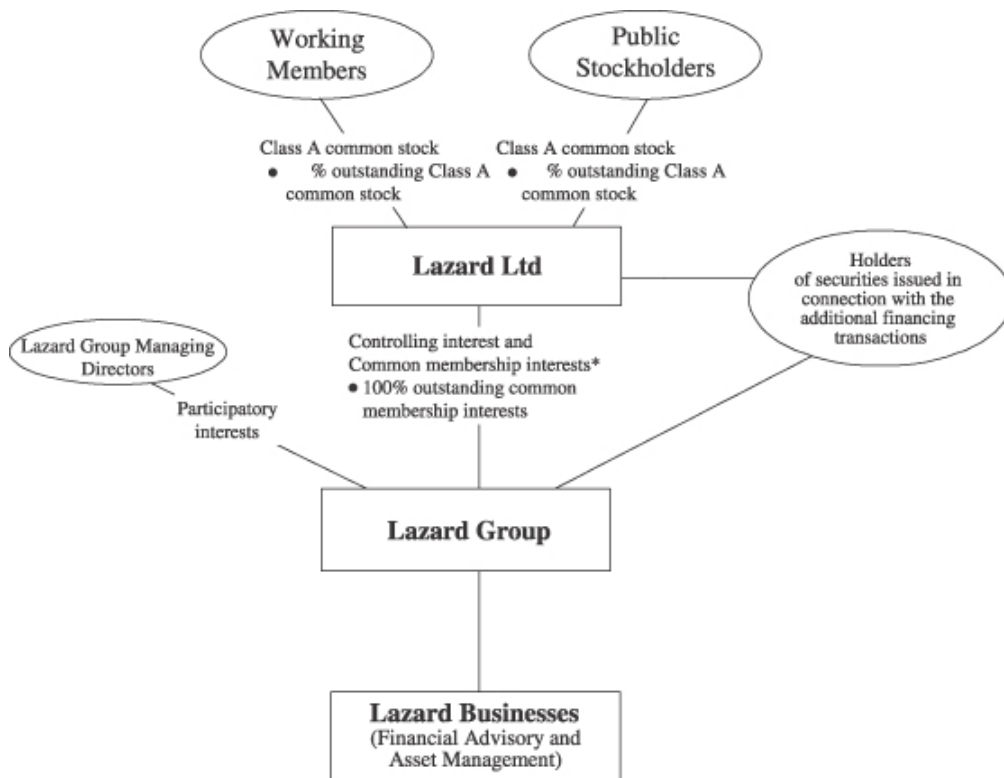 Working
Members
Public
Stockholders
Class A common stock
● % outstanding Class A
common stock
Class A common stock
● % outstanding Class A
common stock
Lazard Ltd
Holders
of securities issued in
connection with the
additional financing
transactions
Controlling interest and
Common membership interests*
● 100% outstanding common
membership interests
Lazard Group Managing
Directors
Participatory
interests
Lazard Group
Lazard Businesses
(Financial Advisory and
Asset Management)